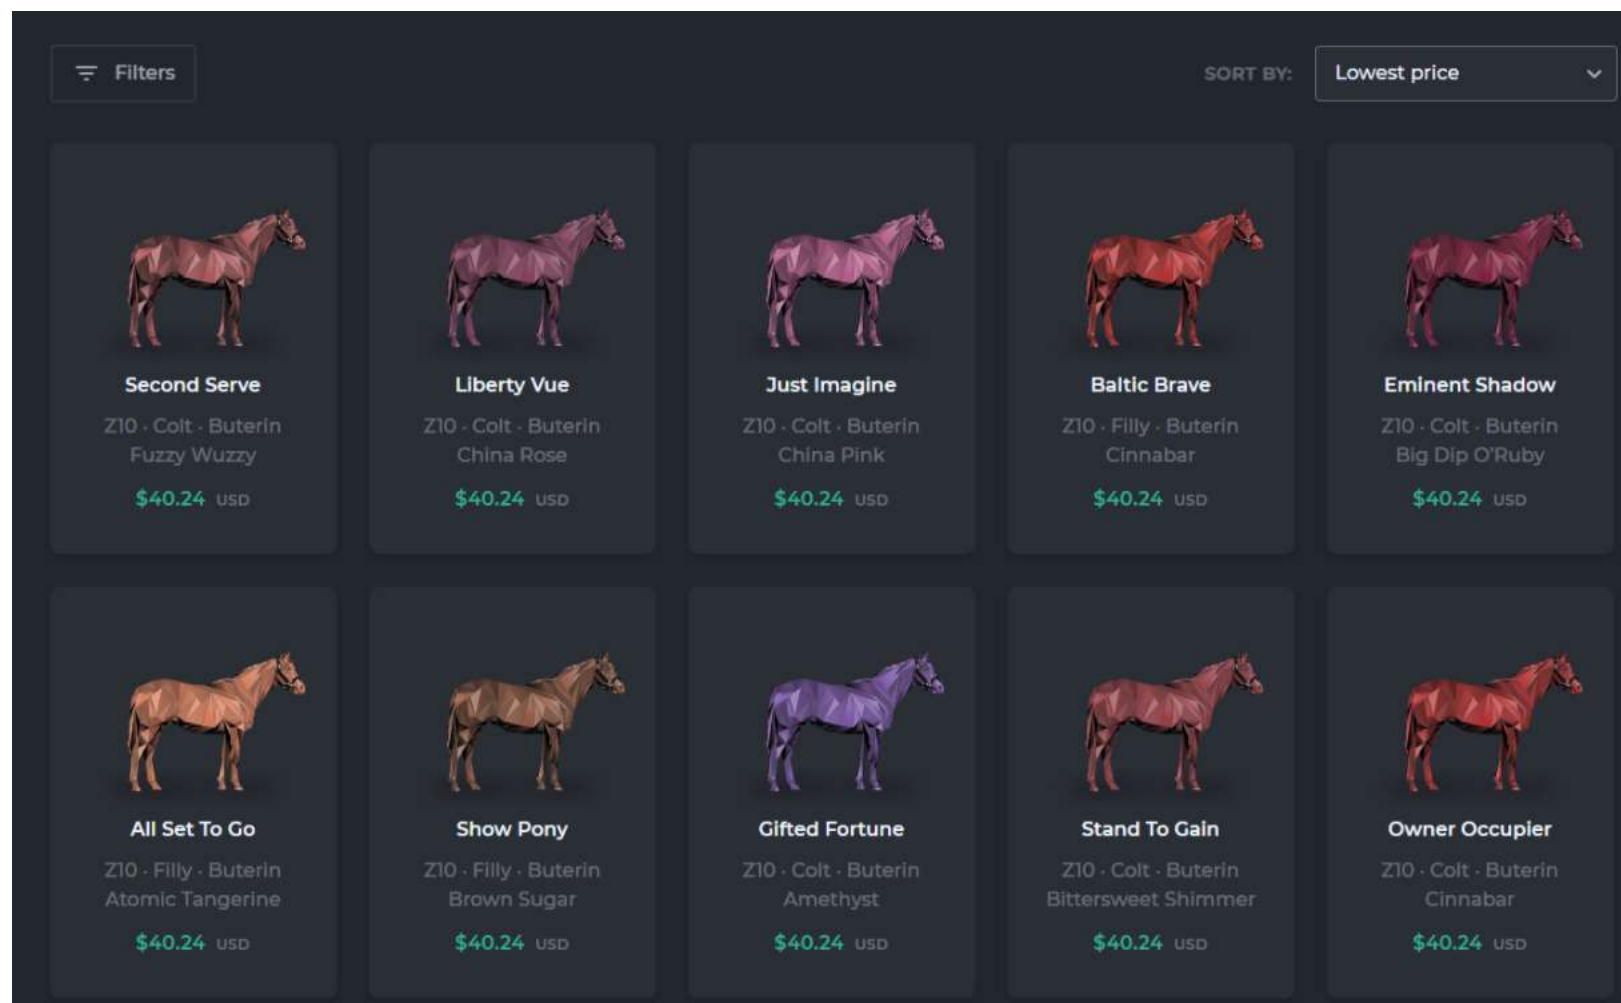 Filters
SORT BY: Lowest price
Second Serve
Z10 · Colt · Buterin
Fuzzy Wuzzy
$40.24 USD
Liberty Vue
Z10 · Colt · Buterin
China Rose
$40.24 USD
Just Imagine
Z10 · Colt · Buterin
China Pink
$40.24 USD
Baltic Brave
Z10 · Filly · Buterin
Cinnabar
$40.24 USD
Eminent Shadow
Z10 · Colt · Buterin
Big Dip O'Ruby
$40.24 USD
All Set To Go
Z10 · Filly · Buterin
Atomic Tangerine
$40.24 USD
Show Pony
Z10 · Filly · Buterin
Brown Sugar
$40.24 USD
Gifted Fortune
Z10 · Colt · Buterin
Amethyst
$40.24 USD
Stand To Gain
Z10 · Colt · Buterin
Bittersweet Shimmer
$40.24 USD
Owner Occupier
Z10 · Colt · Buterin
Cinnabar
$40.24 USD